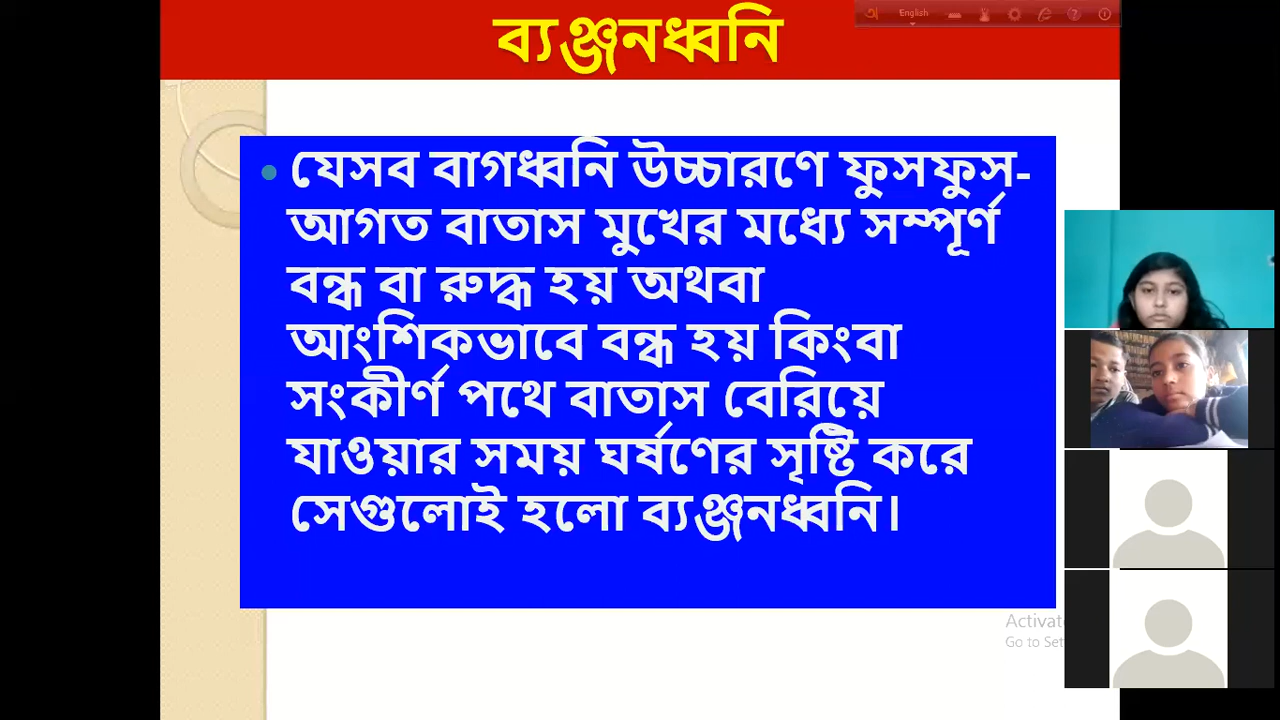 ব্যঞ্জনধ্বনি
English
যেসব বাগধ্বনি উচ্চারণে ফুসফুস-
আগত বাতাস মুখের মধ্যে সম্পূর্ণ
বন্ধ বা রুদ্ধ হয় অথবা
আংশিকভাবে বন্ধ হয় কিংবা
সংকীর্ণ পথে বাতাস বেরিয়ে
যাওয়ার সময় ঘর্ষণের সৃষ্টি করে
সেগুলোই হলো ব্যঞ্জনধ্বনি।
Activat
Go to Set